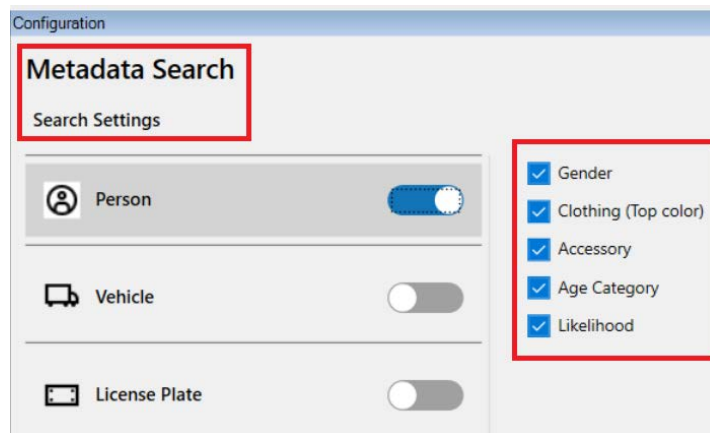 Configuration
Metadata Search
Search Settings
Person
Vehicle
License Plate
Gender
Clothing (Top color)
Accessory
Age Category
Likelihood